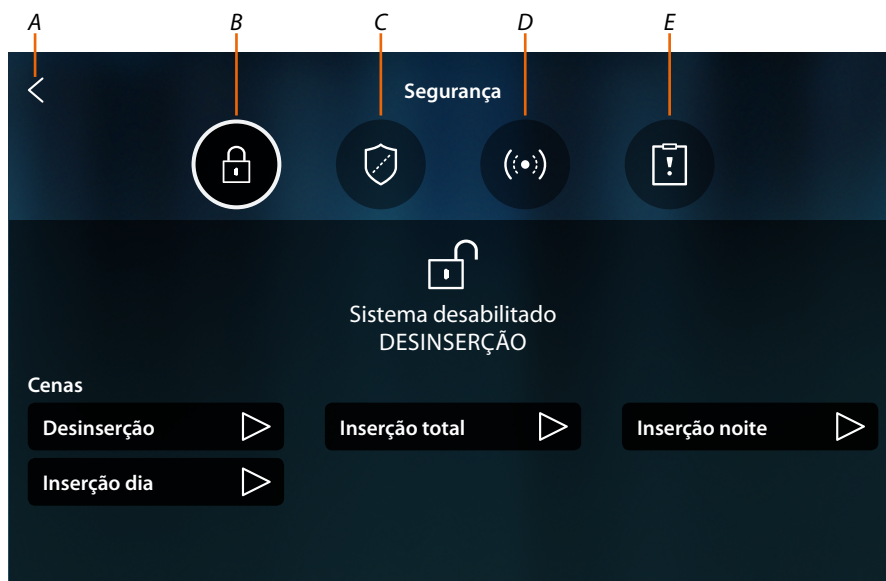 A B C D E
Segurança
Sistema desabilitado
DESINSERÇÃO
Cenas
Desinserção
Inserção total
Inserção noite
Inserção dia